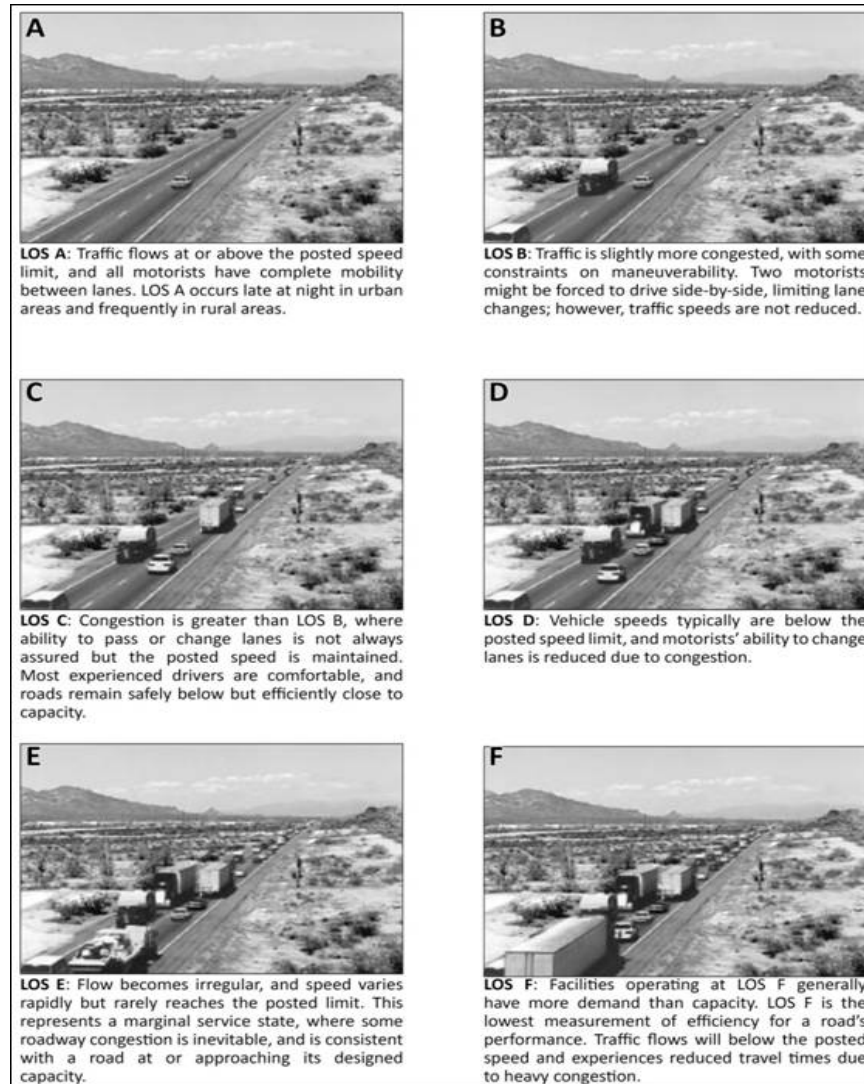 A
LOS A: Traffic flows at or above the posted speed
limit, and all motorists have complete mobility
between lanes. LOS A occurs late at night in urban
areas and frequently in rural areas.
B
LOS B: Traffic is slightly more congested, with some
constraints on maneuverability. Two motorists
might be forced to drive side-by-side, limiting lane
changes; however, traffic speeds are not reduced.
C
LOS C: Congestion is greater than LOS B, where
ability to pass or change lanes is not always
assured but the posted speed is maintained.
Most experienced drivers are comfortable, and
roads remain safely below but efficiently close to
capacity.
D
LOS D: Vehicle speeds typically are below the
posted speed limit, and motorists' ability to change
lanes is reduced due to congestion.
E
LOS E: Flow becomes irregular, and speed varies
rapidly but rarely reaches the posted limit. This
represents a marginal service state, where some
roadway congestion is inevitable, and is consistent
with a road at or approaching its designed
capacity.
F
LOS F: Facilities operating at LOS F generally
have more demand than capacity. LOS F is the
lowest measurement of efficiency for a road's
performance. Traffic flows will below the posted
speed and experiences reduced travel times due
to heavy congestion.